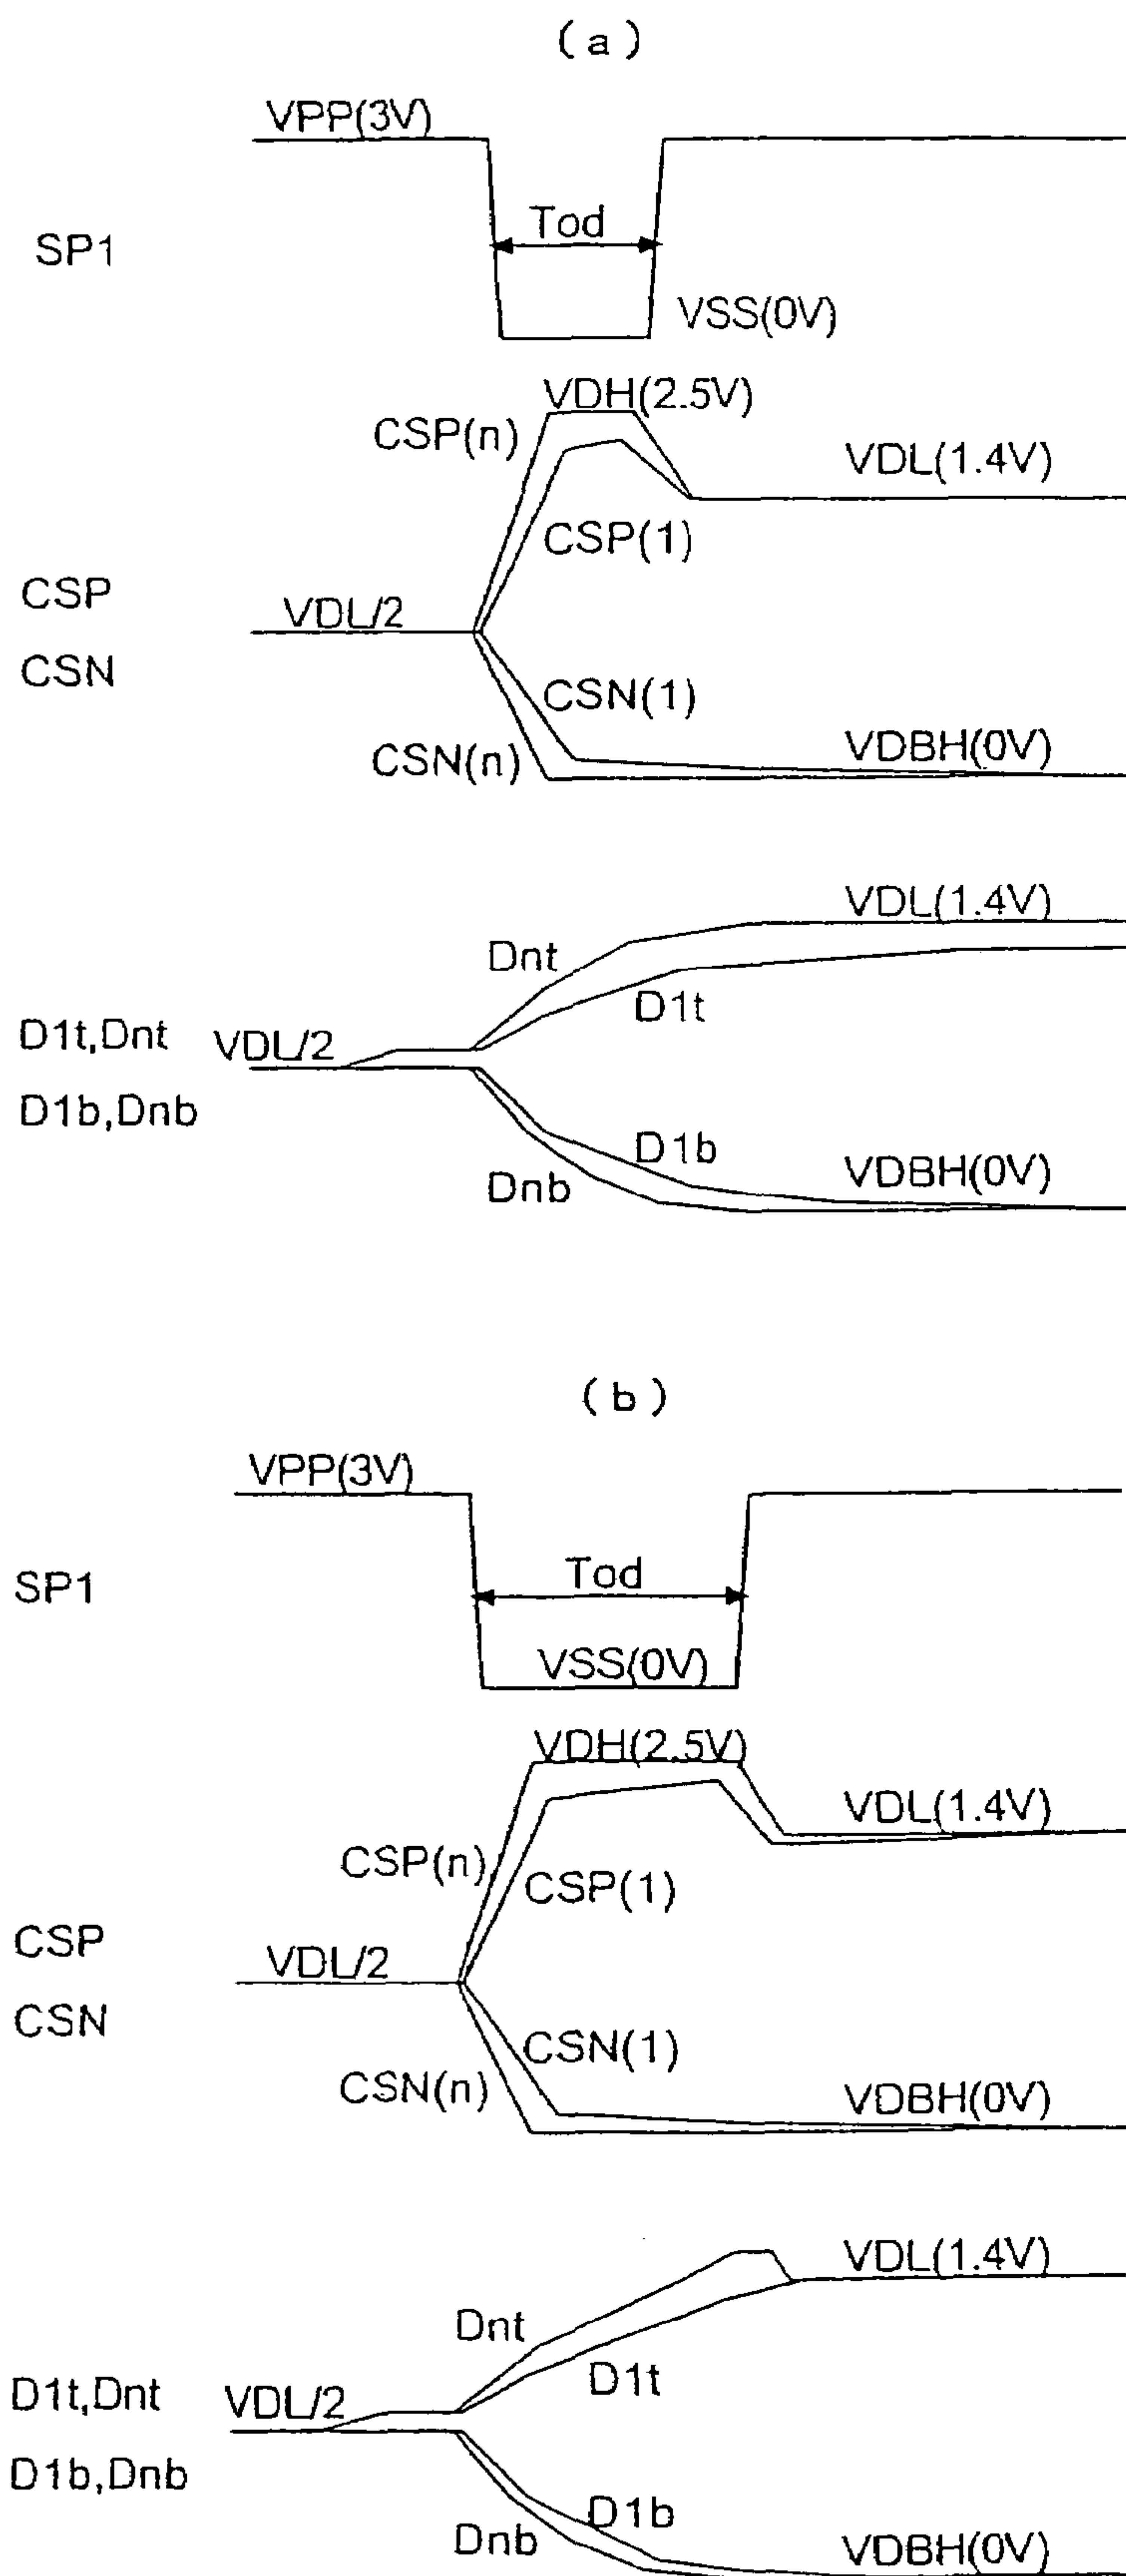 (a)
VPP(3V)
SP1
Tod
VSS(0V)
VDH(2.5V)
CSP(n)
VDL(1.4V)
CSP(1)
CSP
VDL/2
CSN
CSN(1)
CSN(n)
VDBH(0V)
VDL(1.4V)
Dnt
D1t
D1t,Dnt
VDL/2
D1b,Dnb
D1b
Dnb
VDBH(0V)
(b)
VPP(3V)
SP1
Tod
VSS(0V)
VDH(2.5V)
VDL(1.4V)
CSP(n)
CSP(1)
CSP
VDL/2
CSN
CSN(1)
CSN(n)
VDBH(0V)
VDL(1.4V)
Dnt
D1t
D1t,Dnt
VDL/2
D1b,Dnb
D1b
Dnb
VDBH(0V)